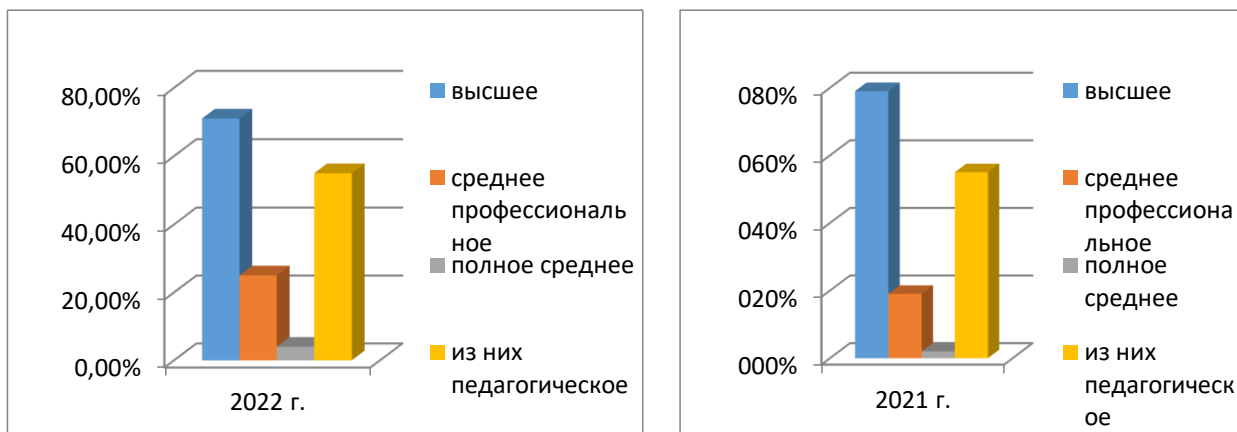 80,00%
60,00%
40,00%
20,00%
0,00%
2022 г.
высшее
среднее
профессиональ
ное
полное среднее
из них
педагогическое
080%
060%
040%
020%
000%
2021 г.
высшее
среднее
профессиона
льное
полное
среднее
из них
педагогическ
ое